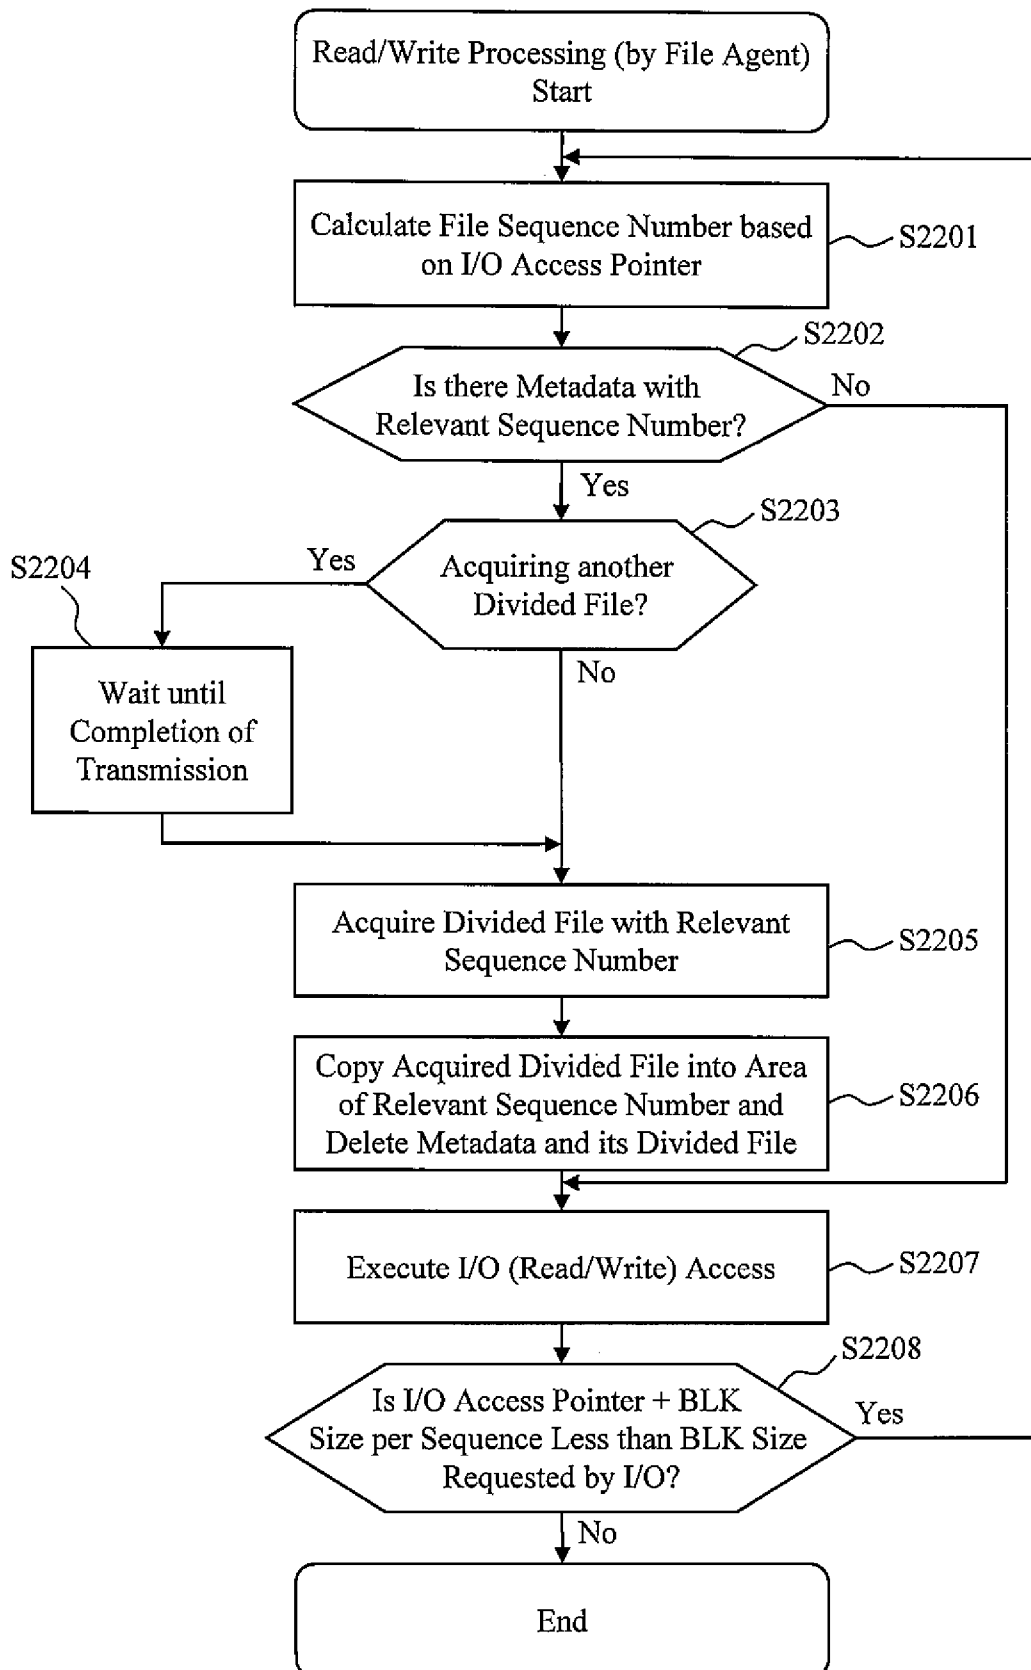 Read/Write Processing (by File Agent)
Start
Calculate File Sequence Number based
on I/O Access Pointer
S2201
S2202
Is there Metadata with
Relevant Sequence Number?
No
Yes
S2203
Acquiring another
Divided File?
Yes
S2204
No
Wait until
Completion of
Transmission
Acquire Divided File with Relevant
Sequence Number
S2205
Copy Acquired Divided File into Area
of Relevant Sequence Number and
Delete Metadata and its Divided File
S2206
Execute I/O (Read/Write) Access
S2207
S2208
Is I/O Access Pointer + BLK
Size per Sequence Less than BLK Size
Requested by I/O?
Yes
No
End